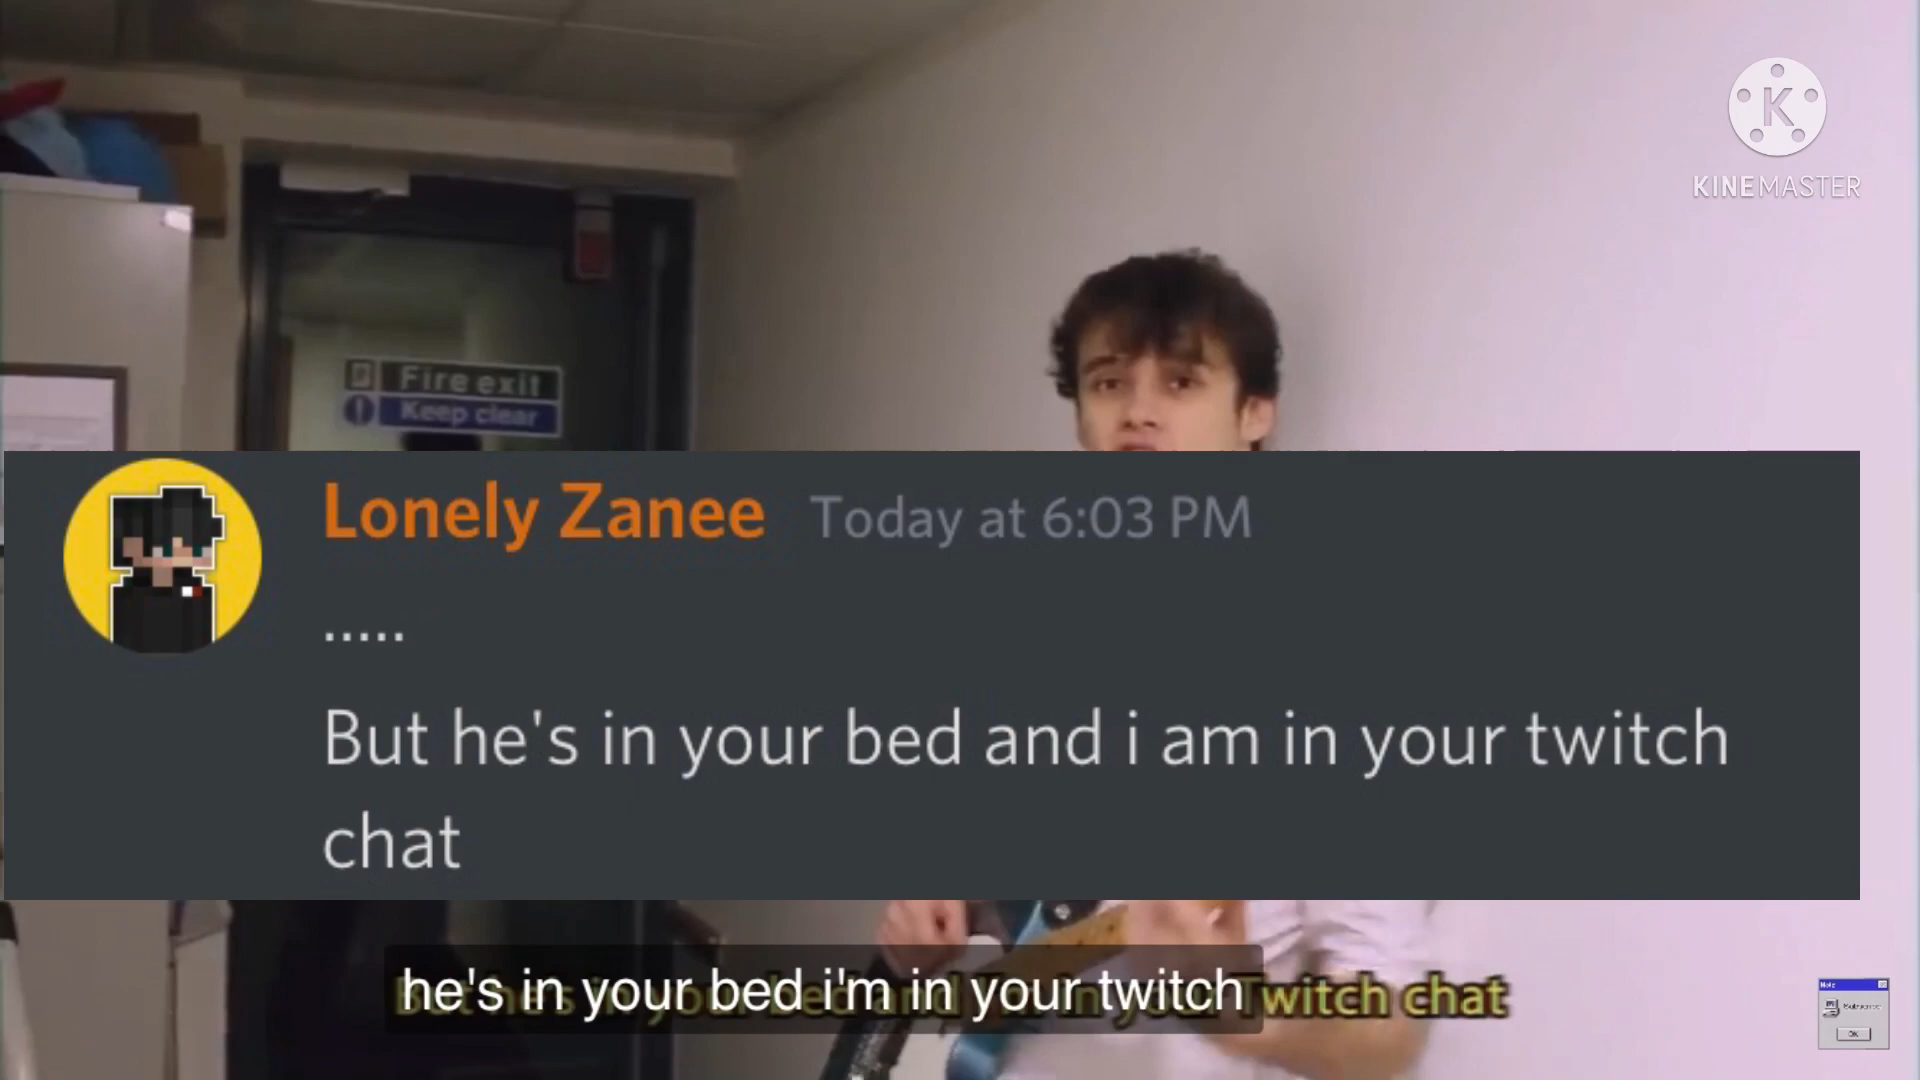 K
KINEMASTER
Fire exit
Keep clear
Lonely Zanee Today at 6:03 PM
.....
But he's in your bed and i am in your twitch
chat
he's in your bed i'm in your twitch
Twitch chat
OK